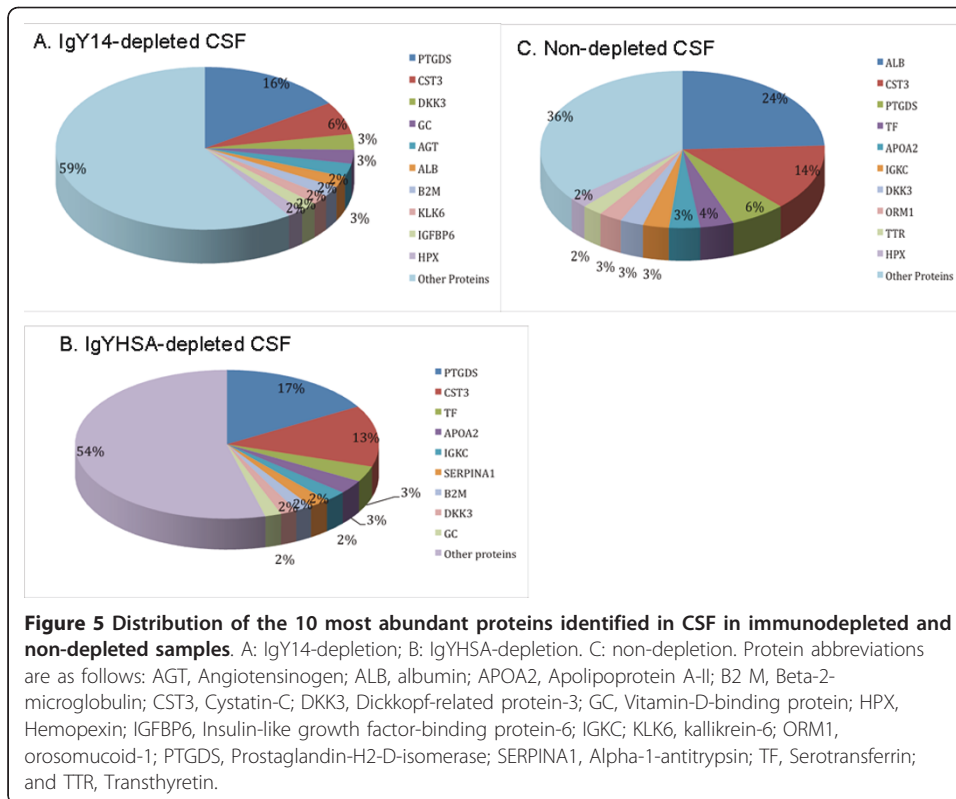 A. IgY14-depleted CSF
16%
6%
3%
3%
2%
3%
2%
2%
2%
2%
2%
59%
PTGDS
CST3
DKK3
GC
AGT
ALB
B2M
KLK6
IGFBP6
HPX
Other Proteins
C. Non-depleted CSF
24%
14%
6%
4%
3%
3%
3%
3%
2%
2%
36%
ALB
CST3
PTGDS
TF
APOA2
IGKC
DKK3
ORM1
TTR
HPX
Other Proteins
B. IgYHSA-depleted CSF
17%
13%
3%
3%
2%
2%
2%
2%
2%
54%
PTGDS
CST3
TF
APOA2
IGKC
SERPINA1
B2M
DKK3
GC
Other proteins
Figure 5 Distribution of the 10 most abundant proteins identified in CSF in immunodepleted and
non-depleted samples. A: IgY14-depletion; B: IgYHSA-depletion. C: non-depletion. Protein abbreviations
are as follows: AGT, Angiotensinogen; ALB, albumin; APOA2, Apolipoprotein A-II; B2 M, Beta-2-
microglobulin; CST3, Cystatin-C; DKK3, Dickkopf-related protein-3; GC, Vitamin-D-binding protein; HPX,
Hemopexin; IGFBP6, Insulin-like growth factor-binding protein-6; IGKC; KLK6, kallikrein-6; ORM1,
orosomucoid-1; PTGDS, Prostaglandin-H2-D-isomerase; SERPINA1, Alpha-1-antitrypsin; TF, Serotransferrin;
and TTR, Transthyretin.